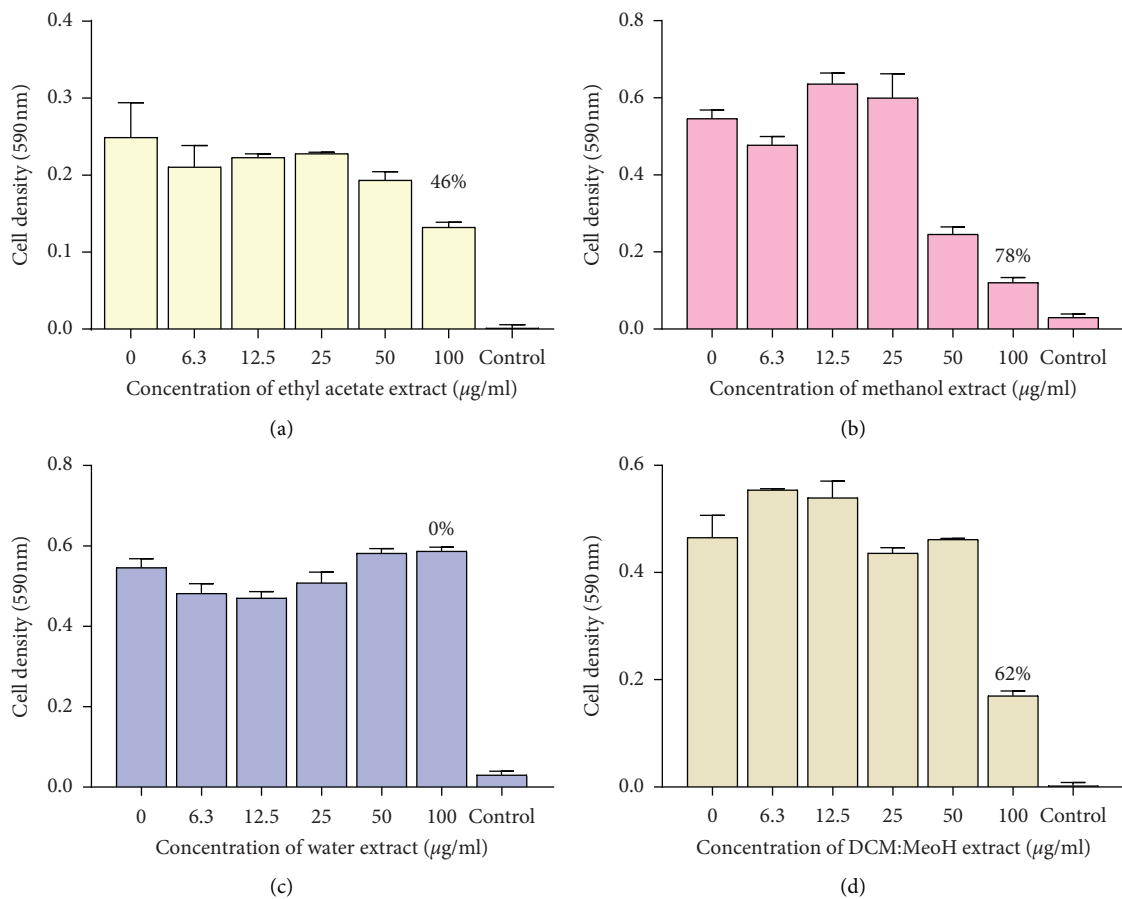 0.4
0.3
0.2
0.1
0.0
Cell density (590 nm)
46%
0 6.3 12.5 25 50 100 Control
Concentration of ethyl acetate extract (µg/ml)
(a)
0.8
0.6
0.4
0.2
0.0
Cell density (590 nm)
78%
0 6.3 12.5 25 50 100 Control
Concentration of methanol extract (µg/ml)
(b)
0.8
0.6
0.4
0.2
0.0
Cell density (590 nm)
0%
0 6.3 12.5 25 50 100 Control
Concentration of water extract (µg/ml)
(c)
0.6
0.4
0.2
0.0
Cell density (590 nm)
62%
0 6.3 12.5 25 50 100 Control
Concentration of DCM:MeoH extract (µg/ml)
(d)